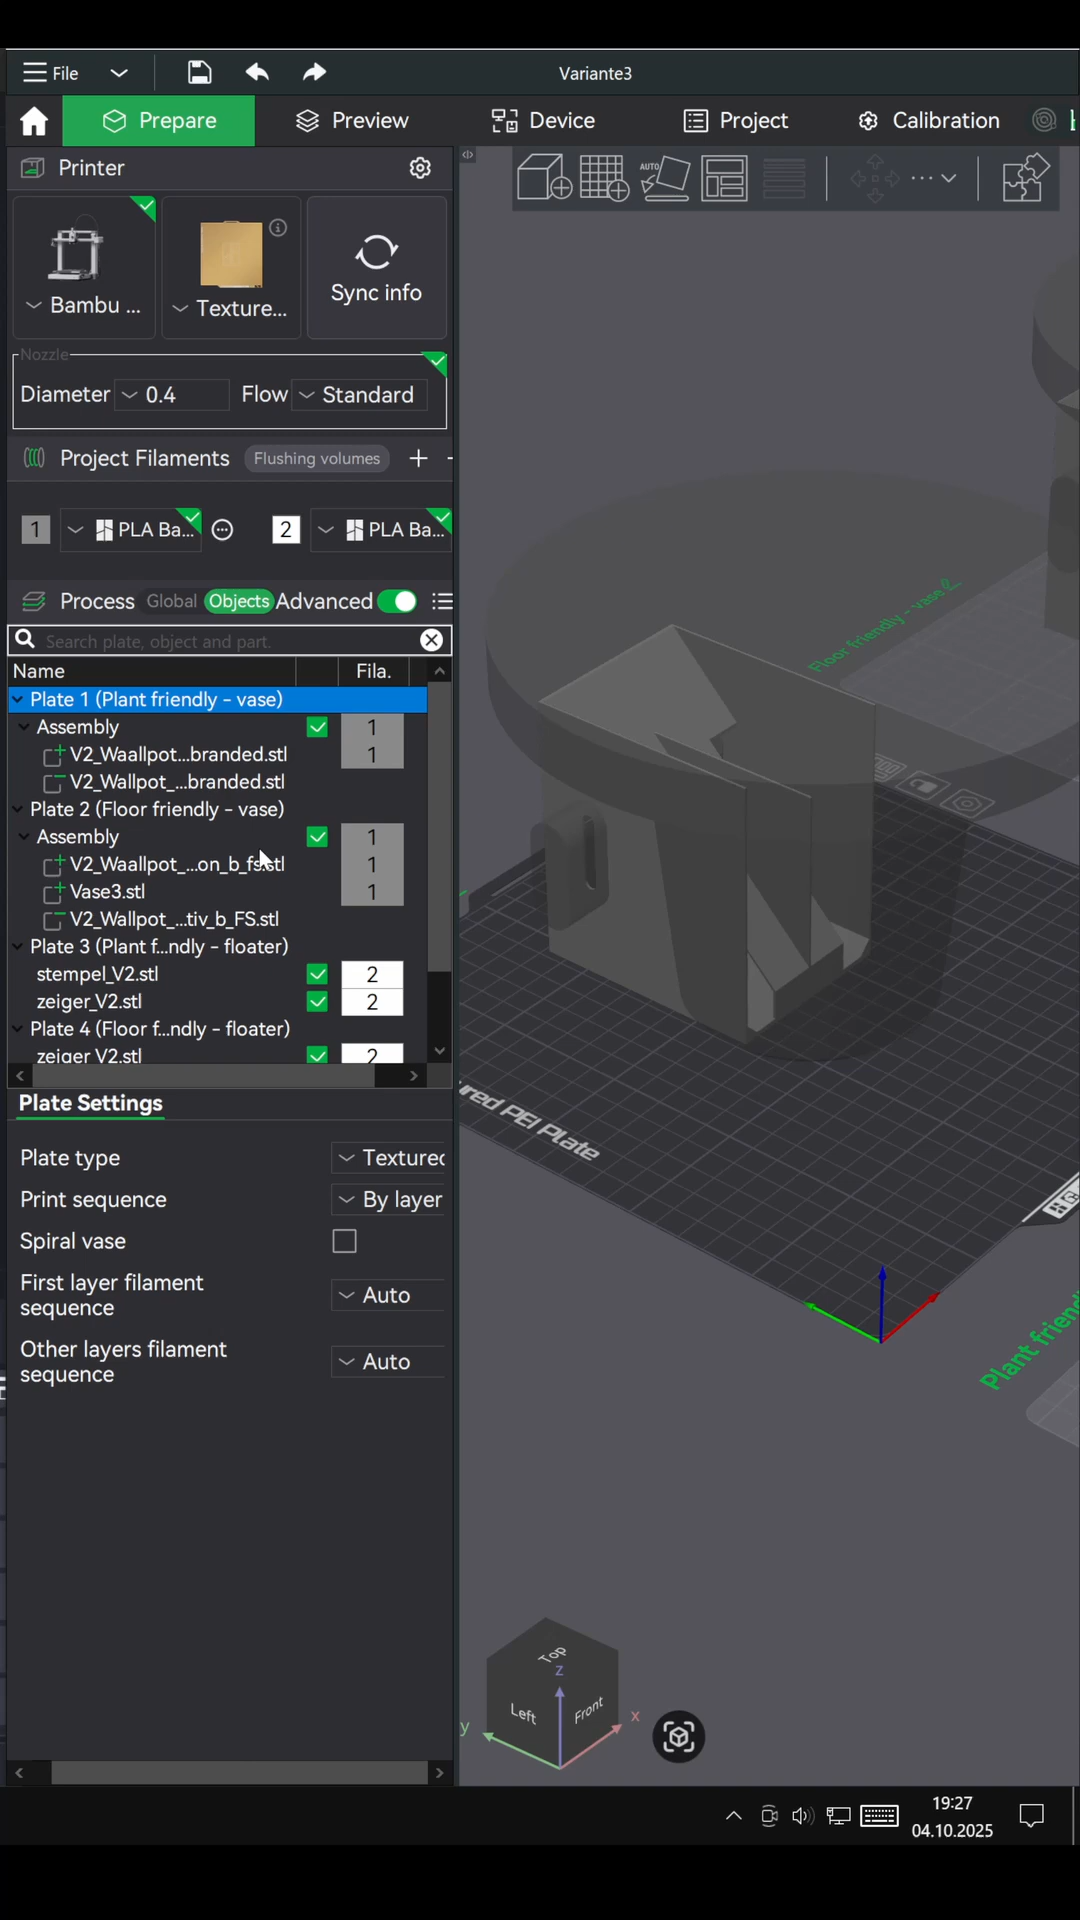 File
Variante3
Prepare
Preview
Device
Project
Calibration
Printer
AUTO
Bambu ...
Texture...
Sync info
Nozzle
Diameter 0.4 Flow Standard
Project Filaments Flushing volumes
1 PLA Ba... 2 PLA Ba...
Process Global Objects Advanced
Search plate, object and part.
Name Fila.
Plate 1 (Plant friendly - vase)
Assembly 1
V2_Waallpot...branded.stl 1
V2_Wallpot_...branded.stl
Plate 2 (Floor friendly - vase)
Assembly 1
V2_Waallpot_...on_b_fs.stl 1
Vase3.stl 1
V2_Wallpot_...tiv_b_FS.stl
Plate 3 (Plant f...ndly - floater)
stempel_V2.stl 2
zeiger_V2.stl 2
Plate 4 (Floor f...ndly - floater)
zeiger V2.stl 2
Floor friendly - vase
ured PEI Plate
Plant friend
Plate Settings
Plate type Textured
Print sequence By layer
Spiral vase
First layer filament
sequence
Auto
Other layers filament
sequence
Auto
Top
Left
Front
z
x
y
19:27
04.10.2025